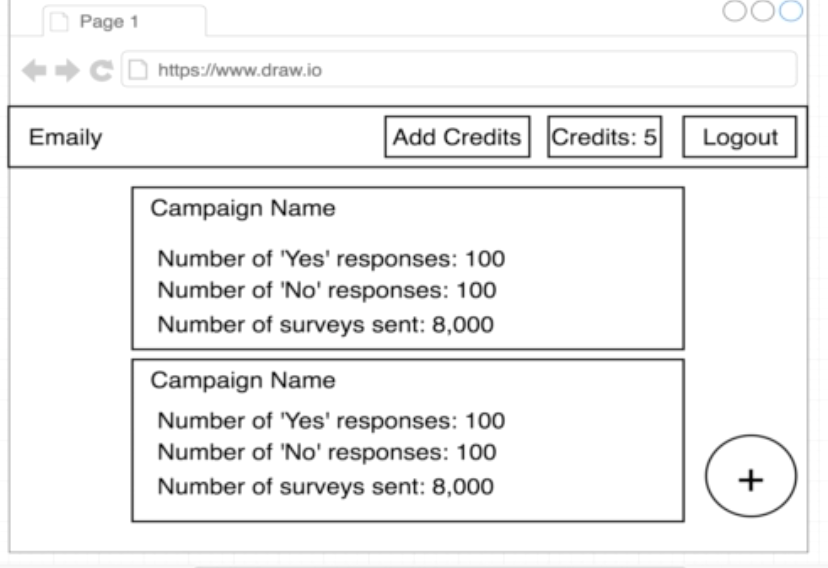 Page 1
https://www.draw.io
Emaily Add Credits Credits: 5 Logout
Campaign Name
Number of 'Yes' responses: 100
Number of 'No' responses: 100
Number of surveys sent: 8,000
Campaign Name
Number of 'Yes' responses: 100
Number of 'No' responses: 100
Number of surveys sent: 8,000
+